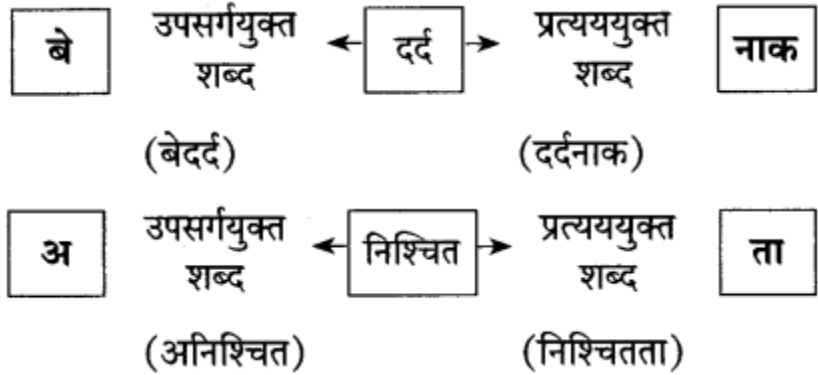 बे उपसर्गयुक्त शब्द दर्द प्रत्यययुक्त शब्द नाक
(बेदर्द) (दर्दनाक)
अ उपसर्गयुक्त शब्द निश्चित प्रत्यययुक्त शब्द ता
(अनिश्चित) (निश्चितता)